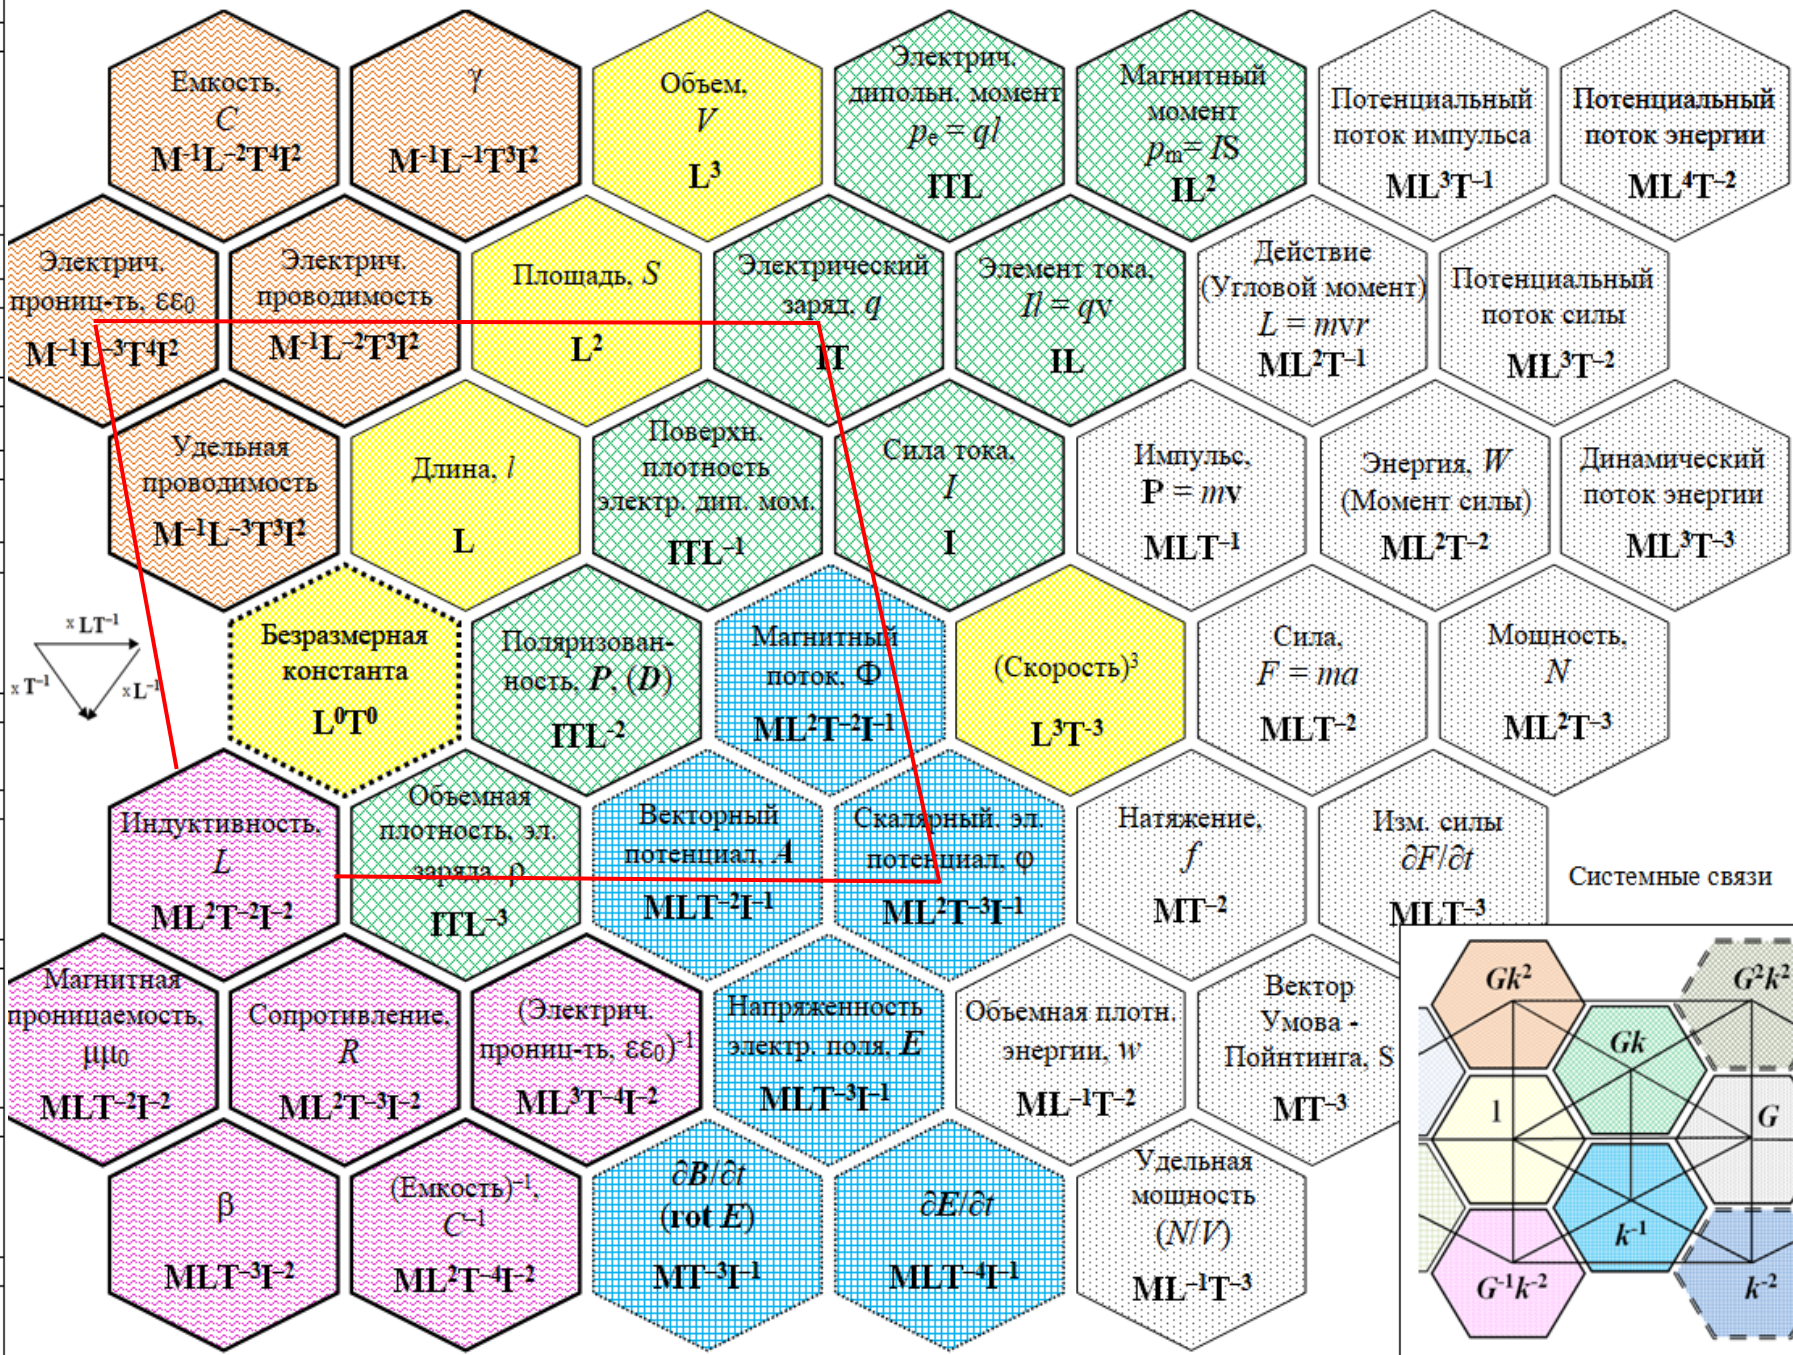 Емкость,
C
M⁻¹L⁻²T⁴I²
γ
M⁻¹L⁻¹T³I²
Объем,
V
L³
Электрич.
дипольн. момент
pₑ = ql
ITL
Магнитный
момент
pₘ= IS
IL²
Потенциальный
поток импульса
ML³T⁻¹
Потенциальный
поток энергии
ML⁴T⁻²
Электрич.
прониц-ть, εε₀
M⁻¹L⁻³T⁴I²
Электрич.
проводимость
M⁻¹L⁻²T³I²
Площадь, S
L²
Электрический
заряд, q
IT
Элемент тока,
Il = qv
IL
Действие
(Угловой момент)
L = mvr
ML²T⁻¹
Потенциальный
поток силы
ML³T⁻²
Удельная
проводимость
M⁻¹L⁻³T³I²
Длина, l
L
Поверхн.
плотность
электр. дип. мом.
ITL⁻¹
Сила тока,
I
I
Импульс,
P = mv
MLT⁻¹
Энергия, W
(Момент силы)
ML²T⁻²
Динамический
поток энергии
ML³T⁻³
x LT⁻¹
x T⁻¹
x L⁻¹
Безразмерная
константа
L⁰T⁰
Поляризован-
ность, P, (D)
ITL⁻²
Магнитный
поток, Φ
ML²T⁻²I⁻¹
(Скорость)³
L³T⁻³
Сила,
F = ma
MLT⁻²
Мощность,
N
ML²T⁻³
Индуктивность,
L
ML²T⁻²I⁻²
Объемная
плотность, эл.
заряда, ρ
ITL⁻³
Векторный
потенциал, A
MLT⁻²I⁻¹
Скалярный. эл.
потенциал, φ
ML²T⁻³I⁻¹
Натяжение,
f
MT⁻²
Изм. силы
∂F/∂t
MLT⁻³
Системные связи
Магнитная
проницаемость,
μμ₀
MLT⁻²I⁻²
Сопротивление,
R
ML²T⁻³I⁻²
(Электрич.
прониц-ть, εε₀)⁻¹
ML³T⁻⁴I⁻²
Напряженность
электр. поля, E
MLT⁻³I⁻¹
Объемная плотн.
энергии, w
ML⁻¹T⁻²
Вектор
Умова -
Пойнтинга, S
MT⁻³
β
MLT⁻³I⁻²
(Емкость)⁻¹,
C⁻¹
ML²T⁻⁴I⁻²
∂B/∂t
(rot E)
MT⁻³I⁻¹
∂E/∂t
MLT⁻⁴I⁻¹
Удельная
мощность
(N/V)
ML⁻¹T⁻³
Gk²
G²k²
Gk
1
G
k⁻¹
G⁻¹k⁻²
k⁻²